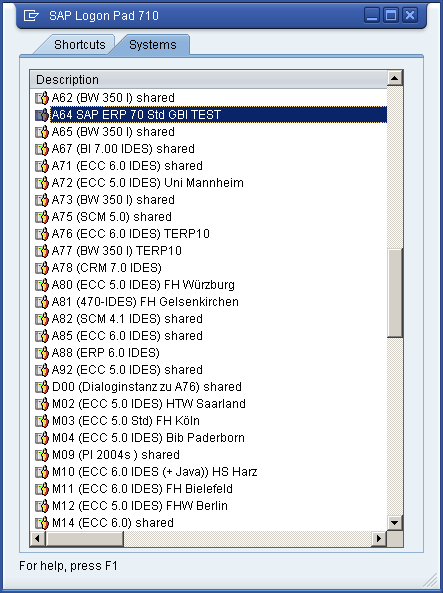 SAP Logon Pad 710
Shortcuts Systems
Description
A62 (BW 350 I) shared
A64 SAP ERP 70 Std GBI TEST
A65 (BW 350 I) shared
A67 (BI 7.00 IDES) shared
A71 (ECC 6.0 IDES) shared
A72 (ECC 5.0 IDES) Uni Mannheim
A73 (BW 350 I) shared
A75 (SCM 5.0) shared
A76 (ECC 6.0 IDES) TERP10
A77 (BW 350 I) TERP10
A78 (CRM 7.0 IDES)
A80 (ECC 5.0 IDES) FH Würzburg
A81 (470-IDES) FH Gelsenkirchen
A82 (SCM 4.1 IDES) shared
A85 (ECC 6.0 IDES) shared
A88 (ERP 6.0 IDES)
A92 (ECC 5.0 IDES) shared
D00 (Dialoginstanz zu A76) shared
M02 (ECC 5.0 IDES) HTW Saarland
M03 (ECC 5.0 Std) FH Köln
M04 (ECC 5.0 IDES) Bib Paderborn
M09 (PI 2004s ) shared
M10 (ECC 6.0 IDES (+ Java)) HS Harz
M11 (ECC 6.0 IDES) FH Bielefeld
M12 (ECC 5.0 IDES) FHW Berlin
M14 (ECC 6.0) shared
For help, press F1